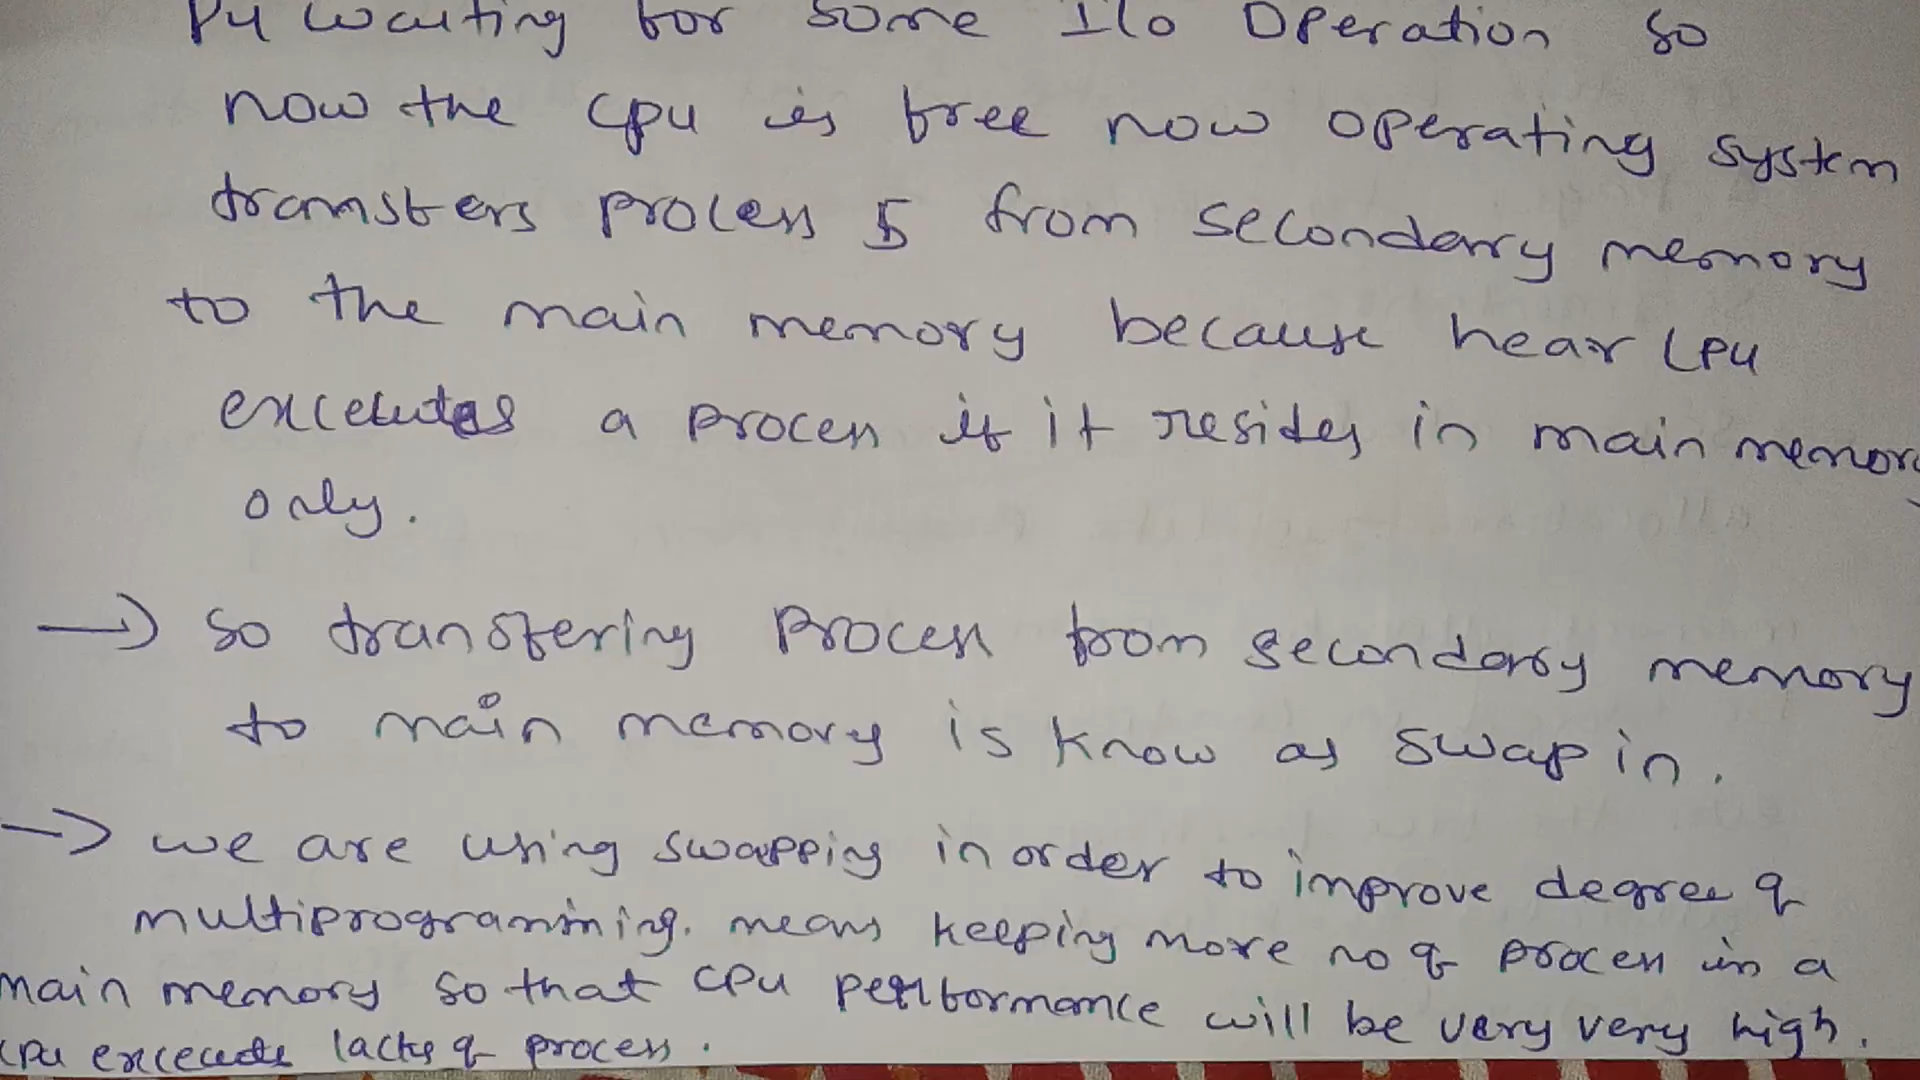 P4 waiting for some I/o Operation so
now the cpu is free now operating system
transfers process 5 from secondary memory
to the main memory because hear CPU
excecutes a process if it resides in main memory
only.
→ so transfering Process from secondary memory
to main memory is know as swap in.
→ we are using swapping in order to improve degree of
multiprogramming. means keeping more no of process in a
main memory so that CPU performance will be very very high.
CPU excecute lacks of process.